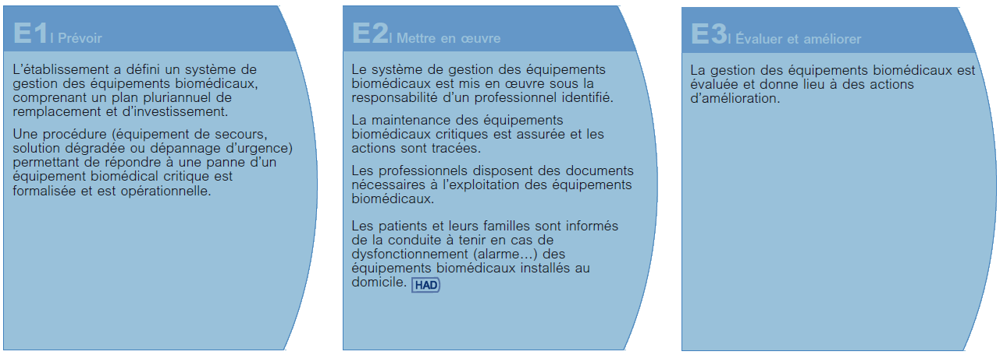 E1| Prévoir
L'établissement a défini un système de
gestion des équipements biomédicaux,
comprenant un plan pluriannuel de
remplacement et d'investissement.
Une procédure (équipement de secours,
solution dégradée ou dépannage d'urgence)
permettant de répondre à une panne d'un
équipement biomédical critique est
formalisée et est opérationnelle.
E2| Mettre en œuvre
Le système de gestion des équipements
biomédicaux est mis en œuvre sous la
responsabilité d'un professionnel identifié.
La maintenance des équipements
biomédicaux critiques est assurée et les
actions sont tracées.
Les professionnels disposent des documents
nécessaires à l'exploitation des équipements
biomédicaux.
Les patients et leurs familles sont informés
de la conduite à tenir en cas de
dysfonctionnement (alarme...) des
équipements biomédicaux installés au
domicile. HAD
E3| Évaluer et améliorer
La gestion des équipements biomédicaux est
évaluée et donne lieu à des actions
d'amélioration.